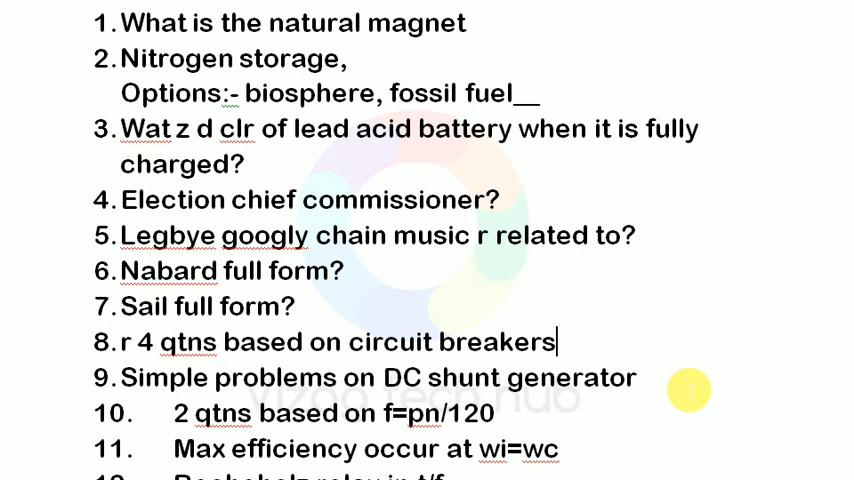 1. What is the natural magnet
2. Nitrogen storage,
Options:- biosphere, fossil fuel__
3. Wat z d clr of lead acid battery when it is fully
charged?
4. Election chief commissioner?
5. Legbye googly chain music r related to?
6. Nabard full form?
7. Sail full form?
8. r 4 qtns based on circuit breakers
9. Simple problems on DC shunt generator
10. 2 qtns based on f=pn/120
11. Max efficiency occur at wi=wc